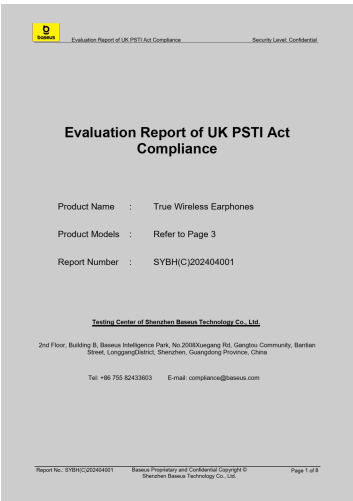 baseus
Evaluation Report of UK PSTI Act Compliance Security Level: Confidential
Evaluation Report of UK PSTI Act
Compliance
Product Name : True Wireless Earphones
Product Models : Refer to Page 3
Report Number : SYBH(C)202404001
Testing Center of Shenzhen Baseus Technology Co., Ltd.
2nd Floor, Building B, Baseus Intelligence Park, No.2008Xuegang Rd, Gangtou Community, Bantian
Street, LonggangDistrict, Shenzhen, Guangdong Province, China
Tel: +86 755 82433603 E-mail: compliance@baseus.com
Report No.: SYBH(C)202404001 Baseus Proprietary and Confidential Copyright © Page 1 of 8
Shenzhen Baseus Technology Co., Ltd.